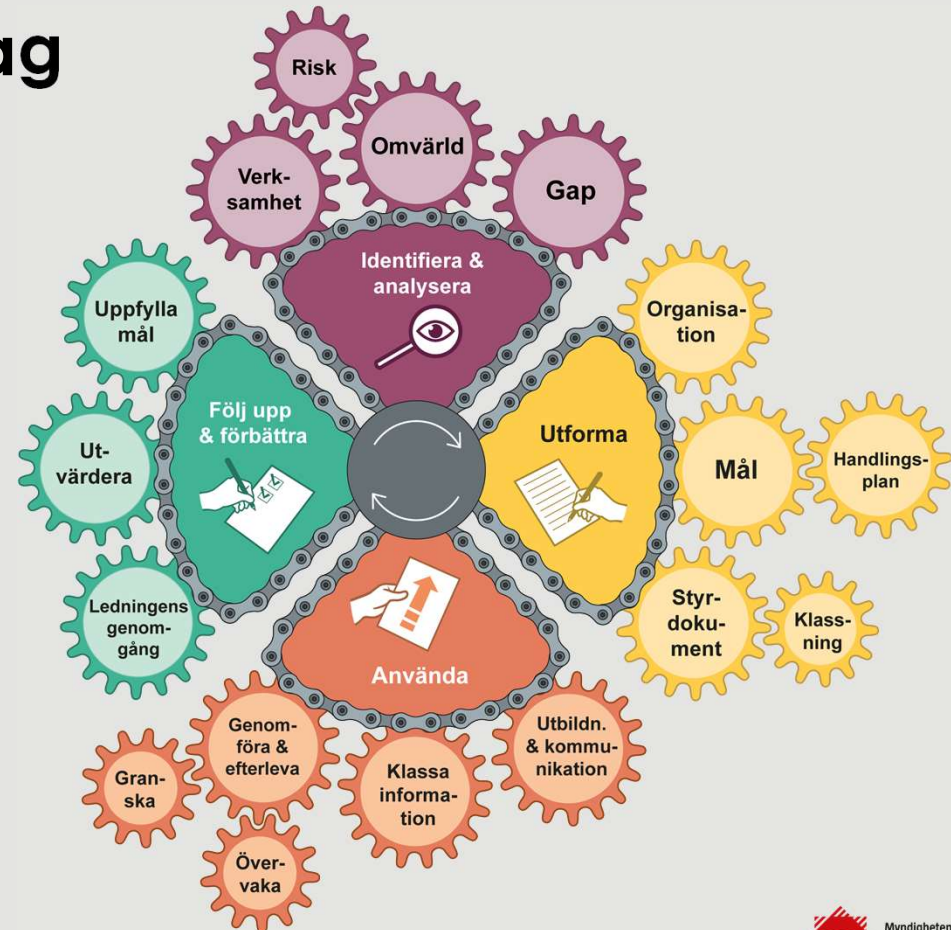 ag
Risk
Omvärld
Verk-
samhet
Gap
Identifiera &
analysera
Uppfylla
mål
Organisa-
tion
Följ upp
& förbättra
Utforma
Ut-
värdera
Mål
Handlings-
plan
Ledningens
genom-
gång
Styr-
doku-
ment
Klass-
ning
Använda
Genom-
föra &
efterleva
Utbildn.
& kommu-
nikation
Gran-
ska
Klassa
informa-
tion
Över-
vaka
Myndigheten